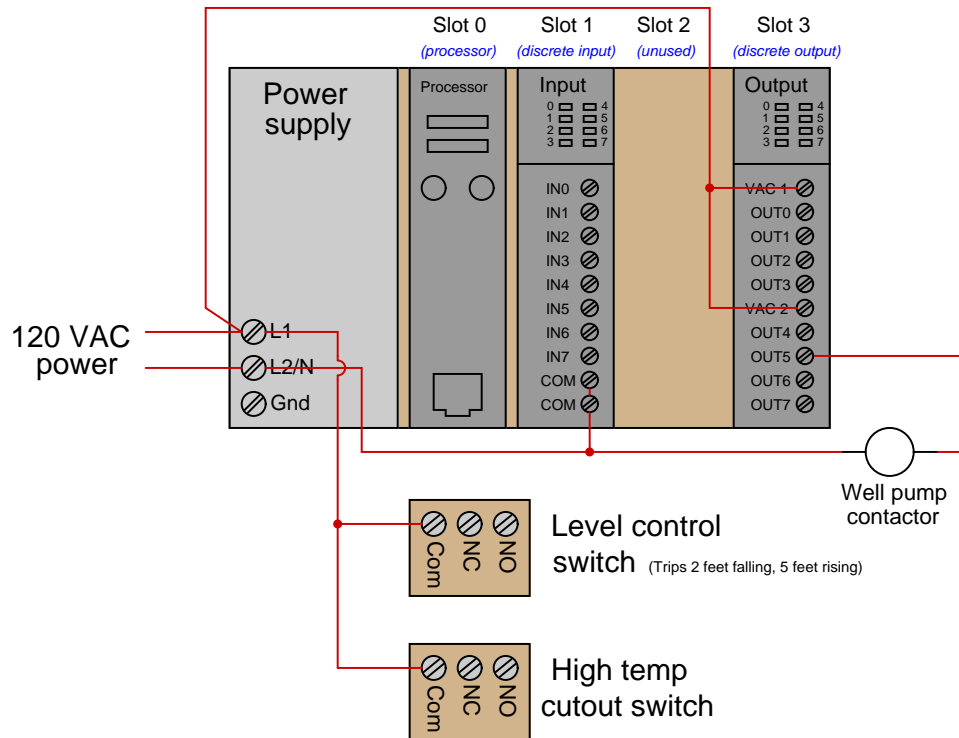 Slot 0 Slot 1 Slot 2 Slot 3
(processor) (discrete input) (unused) (discrete output)
Power
supply
Processor
Input
0 4
1 5
2 6
3 7
Output
0 4
1 5
2 6
3 7
IN0
IN1
IN2
IN3
IN4
IN5
IN6
IN7
COM
COM
VAC 1
OUT0
OUT1
OUT2
OUT3
VAC 2
OUT4
OUT5
OUT6
OUT7
120 VAC
power
L1
L2/N
Gnd
Well pump
contactor
Com
NC
NO
Level control
switch (Trips 2 feet falling, 5 feet rising)
Com
NC
NO
High temp
cutout switch